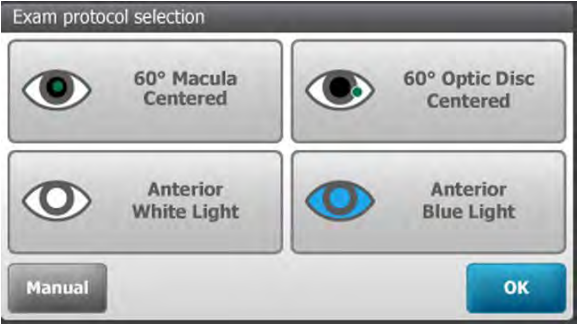 Exam protocol selection
60° Macula
Centered
60° Optic Disc
Centered
Anterior
White Light
Anterior
Blue Light
Manual
OK